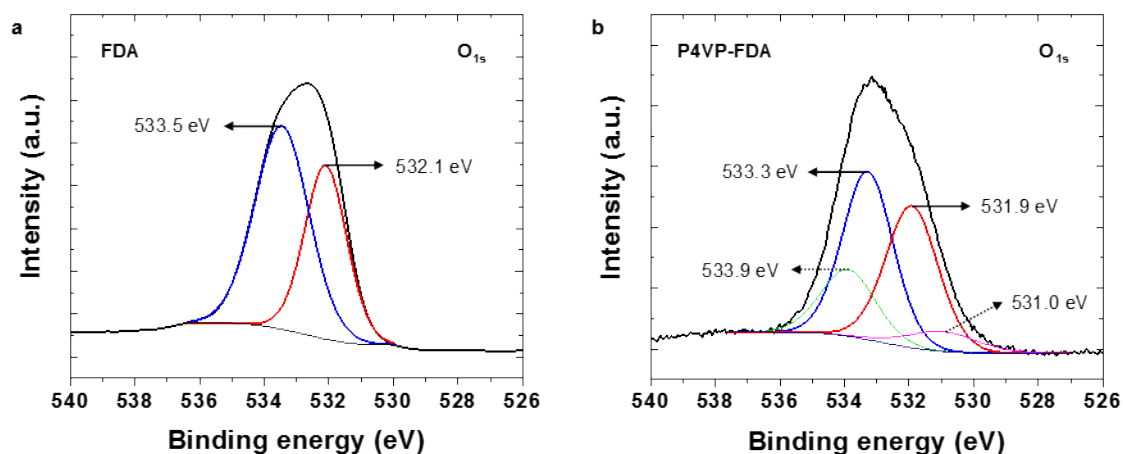 a
FDA
O1s
533.5 eV
532.1 eV
Intensity (a.u.)
540 538 536 534 532 530 528 526
Binding energy (eV)
b
P4VP-FDA
O1s
533.3 eV
531.9 eV
533.9 eV
531.0 eV
Intensity (a.u.)
540 538 536 534 532 530 528 526
Binding energy (eV)